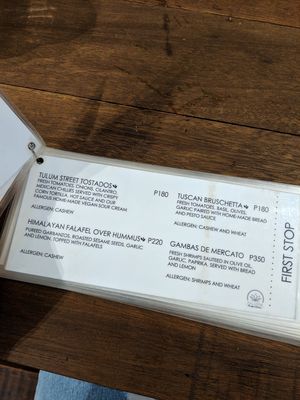 TULUM STREET TOSTADOS P180
FRESH TOMATOES, ONIONS, CILANTRO,
MEXICAN CHILLIES SERVED WITH CRISPY
CORN TORTILLA, HOT SAUCE AND OUR
FAMOUS HOME-MADE VEGAN SOUR CREAM
ALLERGEN: CASHEW
HIMALAYAN FALAFEL OVER HUMMUS P220
PUREED GARBANZOS, ROASTED SESAME SEEDS, GARLIC
AND LEMON, TOPPED WITH FALAFELS
ALLERGEN: CASHEW
TUSCAN BRUSCHETTA P180
FRESH TOMATOES, BASIL, OLIVES,
GARLIC PAIRED WITH HOME-MADE BREAD
AND PESTO SAUCE
ALLERGEN: CASHEW AND WHEAT
GAMBAS DE MERCATO P350
FRESH SHRIMPS SAUTEED IN OLIVE OIL,
GARLIC, PAPRIKA. SERVED WITH BREAD
AND LEMON
ALLERGEN: SHRIMPS AND WHEAT
FIRST STOP